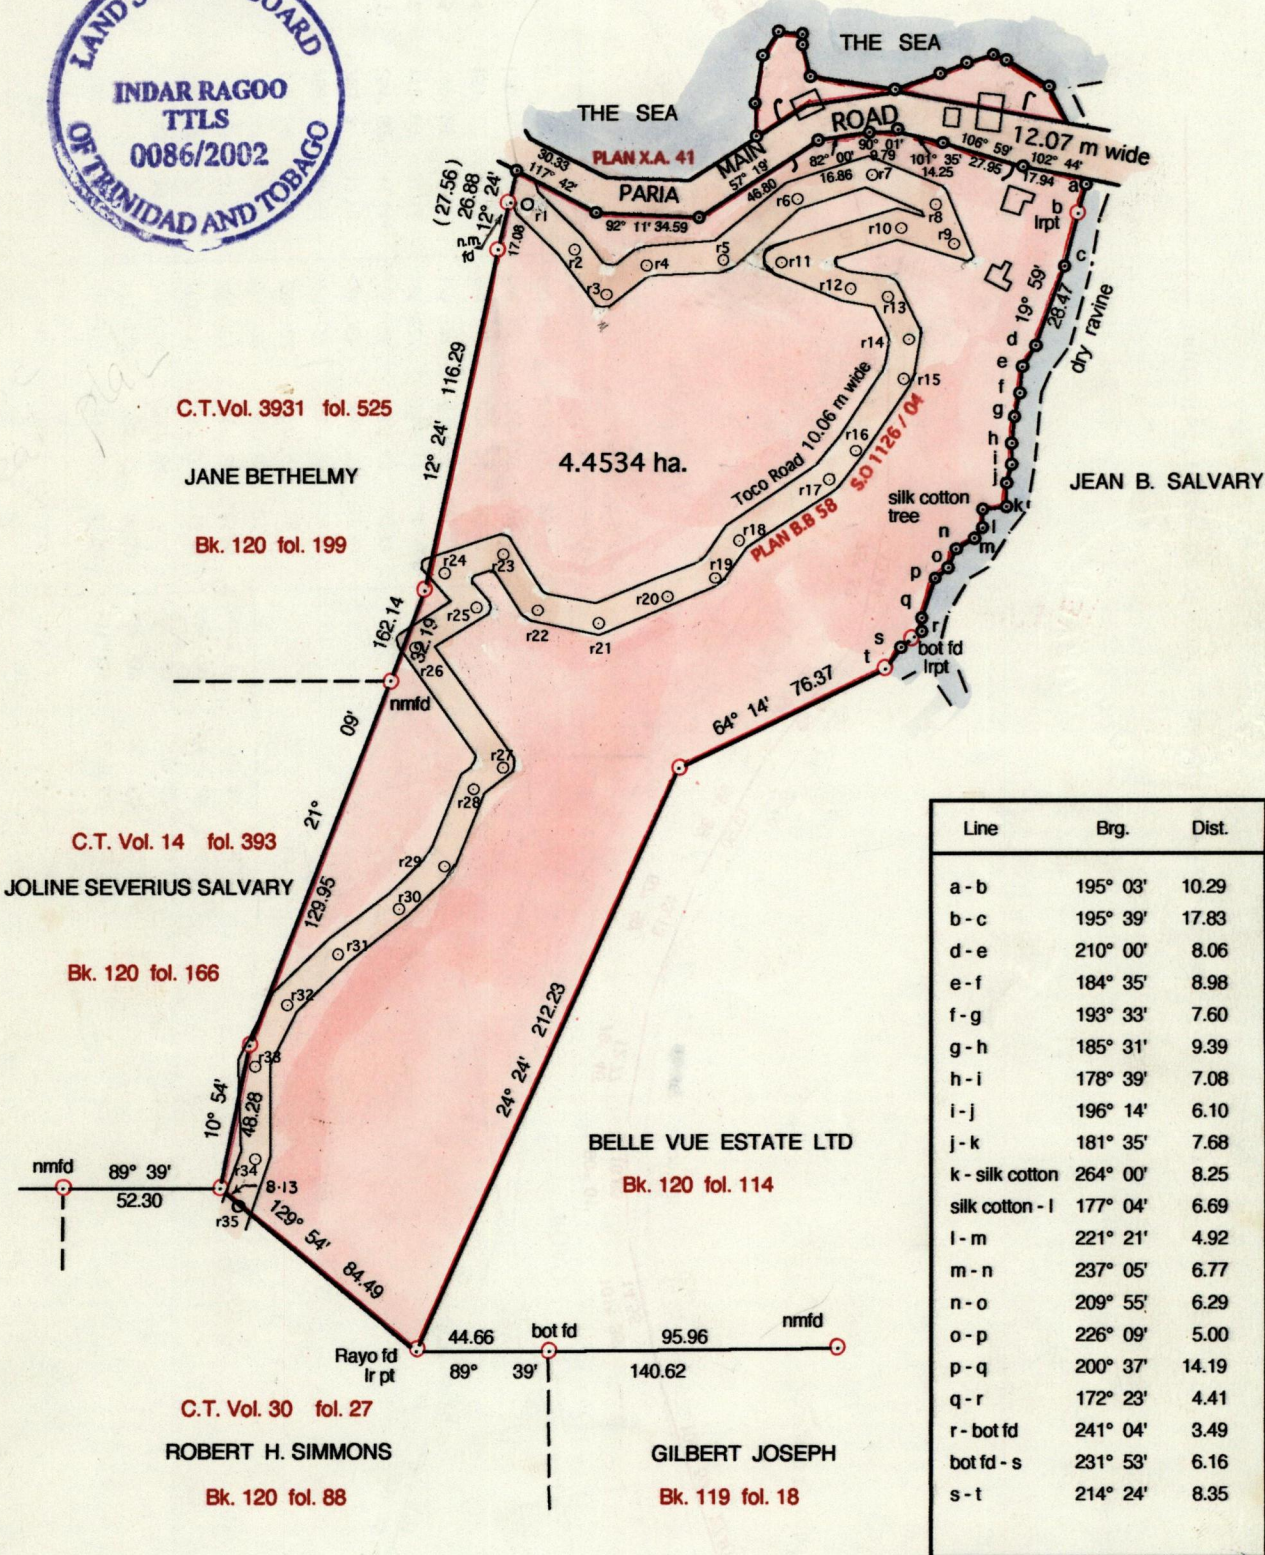 LAND S
OARD
INDAR RAGOO
TTLS
0086/2002
OF TRINIDAD AND TOBAGO
THE SEA
THE SEA
PLAN X.A. 41
PARIA MAIN ROAD
12.07 m wide
30.33
117° 42'
92° 11' 34.59
57° 19'
46.80
82° 00'
16.86
90° 01'
9.79
101° 35'
14.25
106° 59'
27.95
102° 44'
17.94
(27.56)
26.88
12° 24'
17.08
a
b
Irpt
c
19° 59'
28.47
dry ravine
d
e
f
g
h
i
j
k
silk cotton
tree
l
m
n
o
p
q
r
bot fd
Irpt
s
t
r1
r2
r3
r4
r5
r6
r7
r8
r9
r10
r11
r12
r13
r14
r15
r16
r17
r18
r19
r20
r21
r22
r23
r24
r25
r26
r27
r28
r29
r30
r31
r32
r33
r34
r35
Toco Road 10.06 m wide
PLAN B.B 58 S.O 1126 / 04
4.4534 ha.
116.29
12° 24'
C.T.Vol. 3931 fol. 525
JANE BETHELMY
Bk. 120 fol. 199
JEAN B. SALVARY
162.14
32.19
nmfd
21° 09'
129.95
64° 14' 76.37
C.T. Vol. 14 fol. 393
JOLINE SEVERIUS SALVARY
Bk. 120 fol. 166
24° 24' 212.23
10° 54'
48.28
nmfd
89° 39'
52.30
8.13
129° 54'
84.49
BELLE VUE ESTATE LTD
Bk. 120 fol. 114
Rayo fd
Ir pt
44.66
89° 39'
bot fd
95.96
140.62
nmfd
C.T. Vol. 30 fol. 27
ROBERT H. SIMMONS
Bk. 120 fol. 88
GILBERT JOSEPH
Bk. 119 fol. 18
Line Brg. Dist.
a - b 195° 03' 10.29
b - c 195° 39' 17.83
d - e 210° 00' 8.06
e - f 184° 35' 8.98
f - g 193° 33' 7.60
g - h 185° 31' 9.39
h - i 178° 39' 7.08
i - j 196° 14' 6.10
j - k 181° 35' 7.68
k - silk cotton 264° 00' 8.25
silk cotton - l 177° 04' 6.69
l - m 221° 21' 4.92
m - n 237° 05' 6.77
n - o 209° 55' 6.29
o - p 226° 09' 5.00
p - q 200° 37' 14.19
q - r 172° 23' 4.41
r - bot fd 241° 04' 3.49
bot fd - s 231° 53' 6.16
s - t 214° 24' 8.35